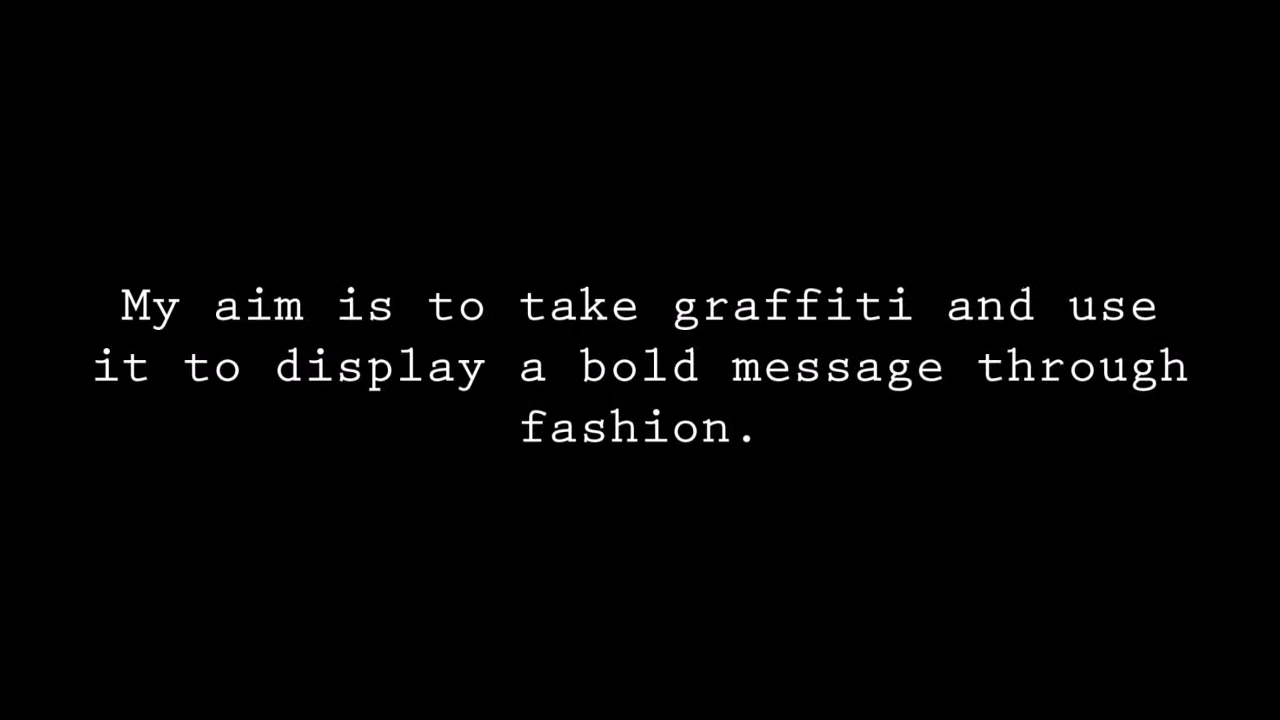 My aim is to take graffiti and use
it to display a bold message through
fashion.